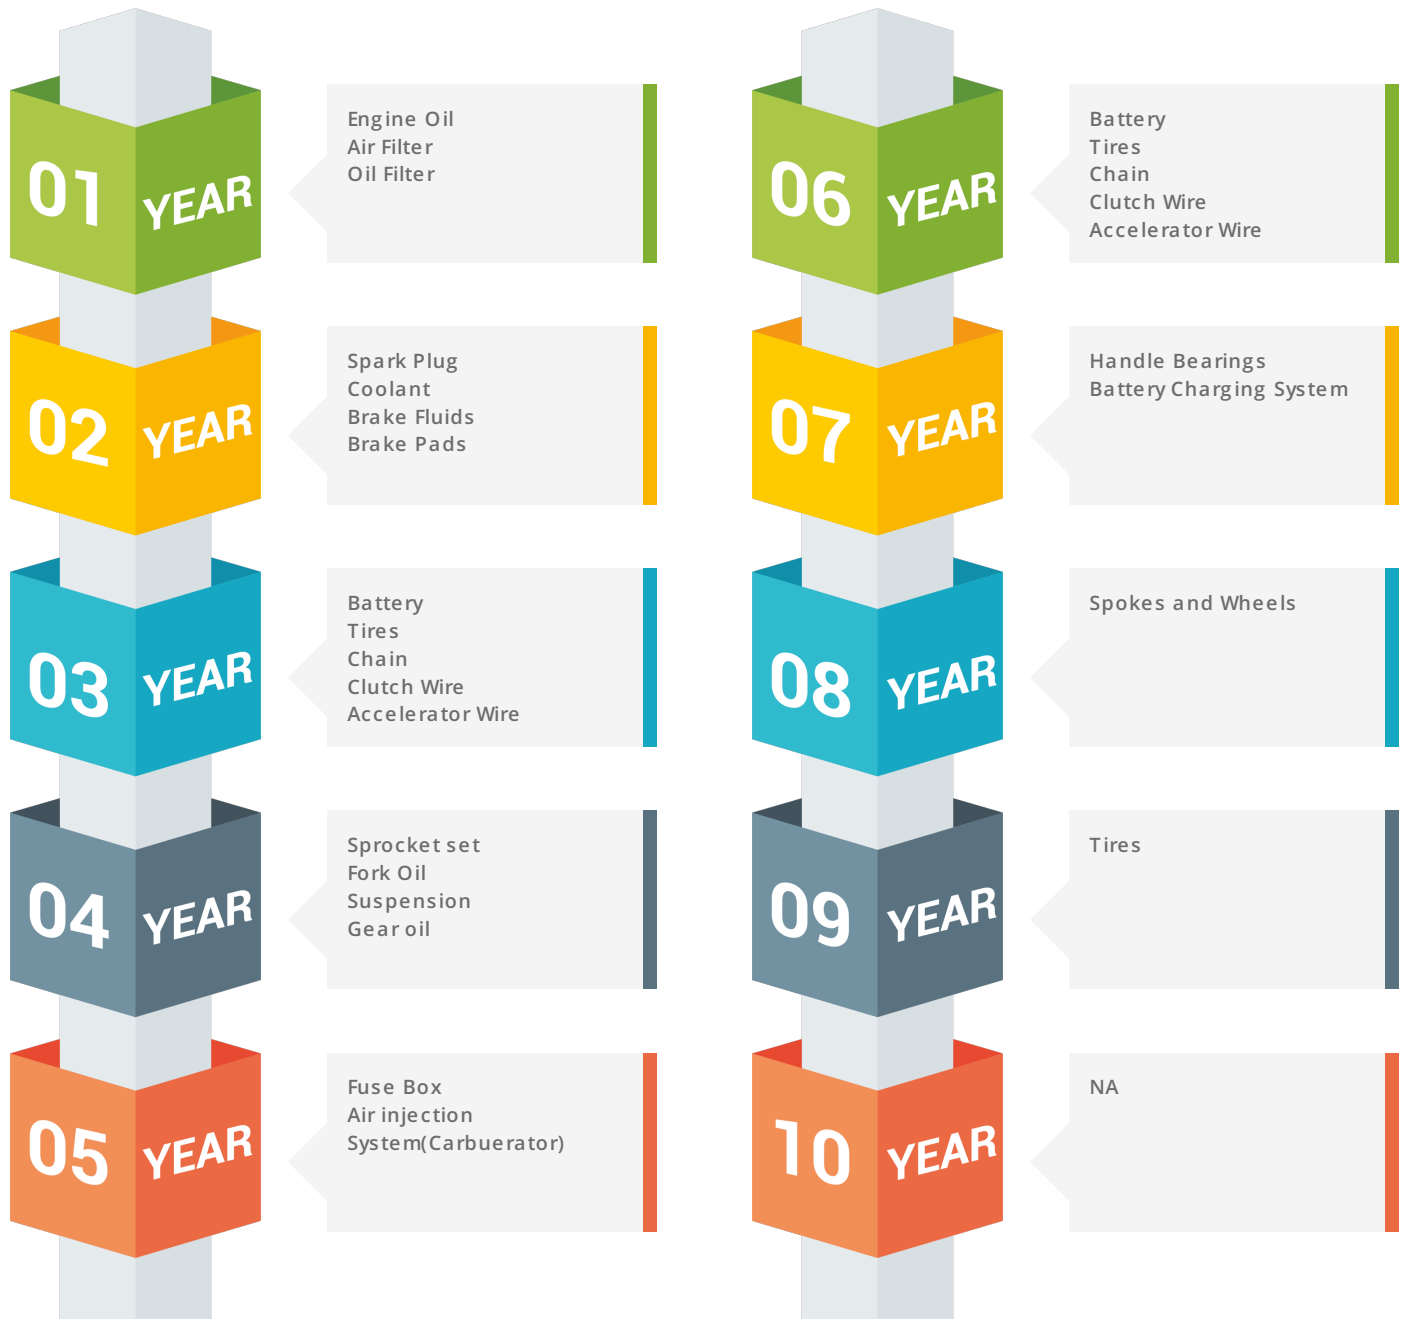 01 YEAR
Engine Oil
Air Filter
Oil Filter
02 YEAR
Spark Plug
Coolant
Brake Fluids
Brake Pads
03 YEAR
Battery
Tires
Chain
Clutch Wire
Accelerator Wire
04 YEAR
Sprocket set
Fork Oil
Suspension
Gear oil
05 YEAR
Fuse Box
Air injection
System(Carbuerator)
06 YEAR
Battery
Tires
Chain
Clutch Wire
Accelerator Wire
07 YEAR
Handle Bearings
Battery Charging System
08 YEAR
Spokes and Wheels
09 YEAR
Tires
10 YEAR
NA